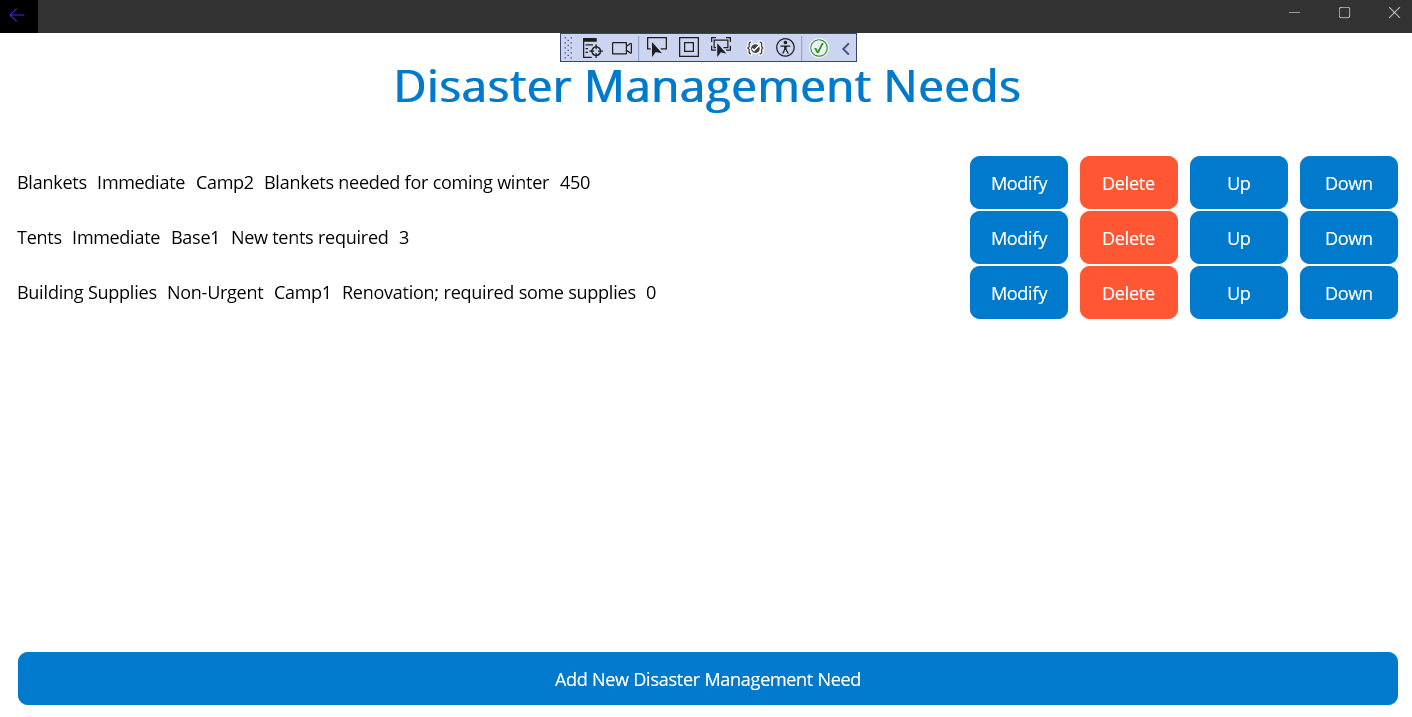 Disaster Management Needs
Blankets Immediate Camp2 Blankets needed for coming winter 450 Modify Delete Up Down
Tents Immediate Base1 New tents required 3 Modify Delete Up Down
Building Supplies Non-Urgent Camp1 Renovation; required some supplies 0 Modify Delete Up Down
Add New Disaster Management Need